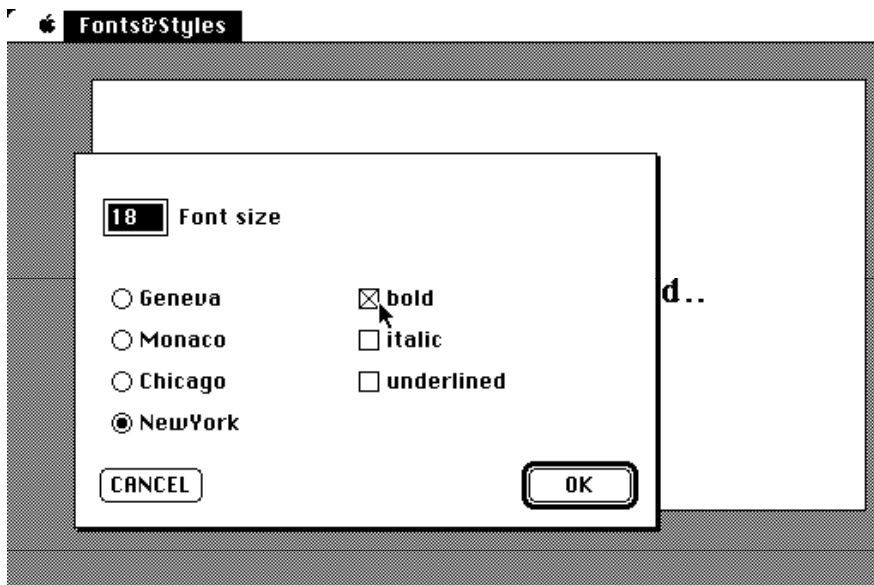 Fonts&Styles
18 Font size
Geneva bold
d..
Monaco italic
Chicago underlined
NewYork
CANCEL OK